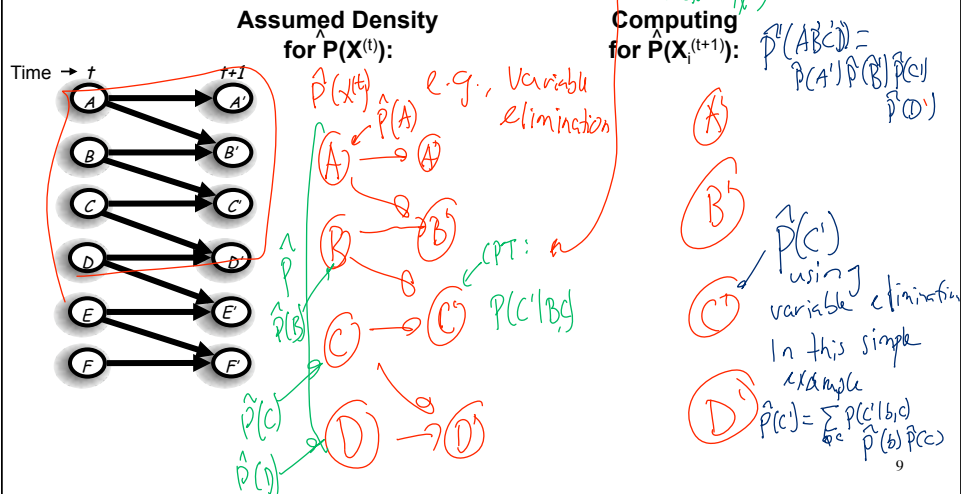 Assumed Density
for P̂(X⁽ᵗ⁾):
Computing
for P̂(Xᵢ⁽ᵗ⁺¹⁾):
Time → t
t+1
A
A'
B
B'
C
C'
D
D'
E
E'
F
F'
P̂(X⁽ᵗ⁾)
e.g., variable
elimination
P̂(A)
A
A'
B
B'
P̂
P̂(B)
C
C'
CPT:
P(C'|BC)
P̂(C)
P̂(D)
D
D'
P̂'(A'B'C'D')=
P̂(A') P̂(B') P̂(C')
P̂(D')
A'
B'
C'
D'
P̂(C')
using
variable elimination
In this simple
example
P̂(C') = Σ P(C'|b,c)
P̂(b) P̂(c)
9